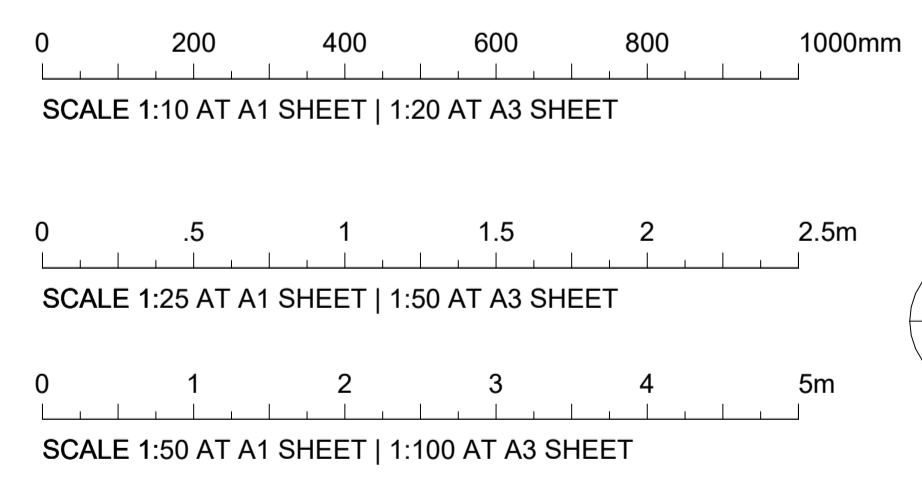 0 200 400 600 800 1000mm
SCALE 1:10 AT A1 SHEET | 1:20 AT A3 SHEET
0 .5 1 1.5 2 2.5m
SCALE 1:25 AT A1 SHEET | 1:50 AT A3 SHEET
0 1 2 3 4 5m
SCALE 1:50 AT A1 SHEET | 1:100 AT A3 SHEET